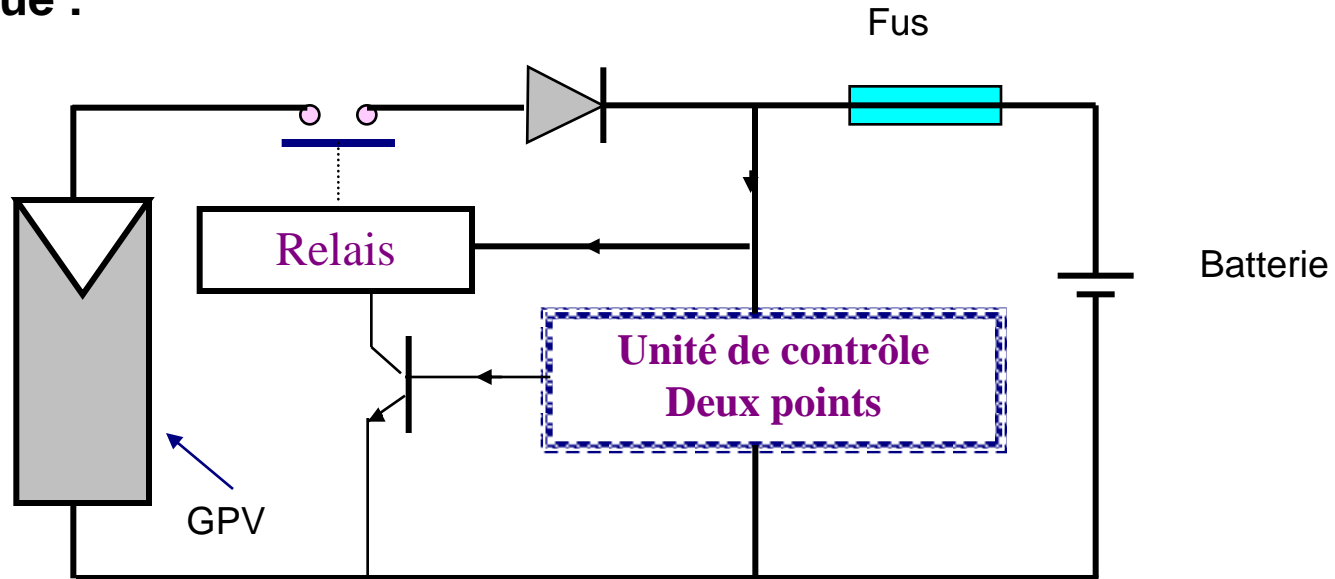 ue :
Fus
Relais
Batterie
Unité de contrôle
Deux points
GPV